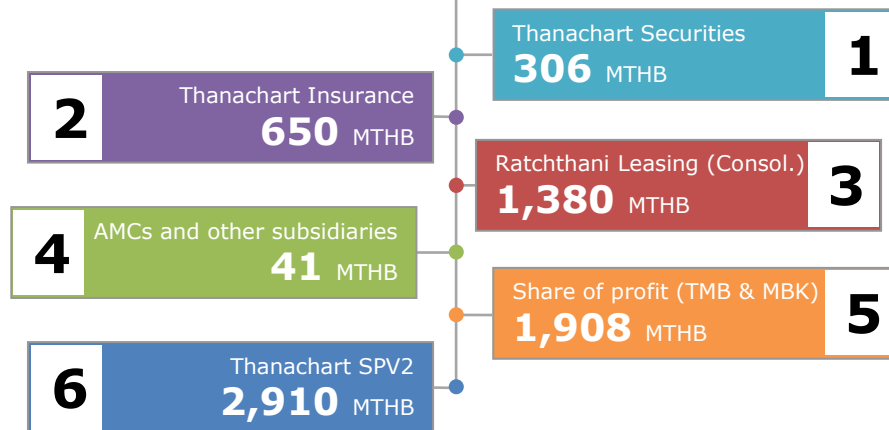 Thanachart Securities
306 MTHB
1
2
Thanachart Insurance
650 MTHB
Ratchthani Leasing (Consol.)
1,380 MTHB
3
4
AMCs and other subsidiaries
41 MTHB
Share of profit (TMB & MBK)
1,908 MTHB
5
6
Thanachart SPV2
2,910 MTHB